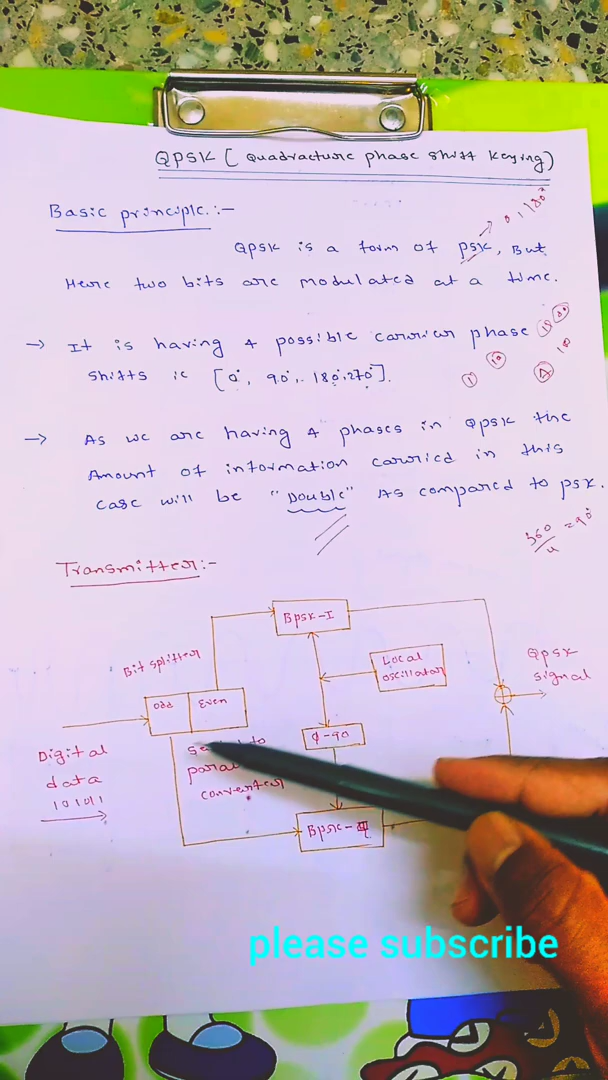 QPSK [ Quadracture phase shift keying)
Basic principle:-
0, 180°
QPSK is a form of PSK, But
Here two bits are modulated at a time.
→ It is having 4 possible carrier phase
shifts ie [0°, 90°, 180°, 270°].
→ As we are having 4 phases in QPSK the
Amount of information carried in this
case will be "Double" As compared to psk.
360/4 = 90°
Transmitter:-
Bpsk-I
Bit splitter
Local
oscillator
QPSK
signal
odd Even
φ-90
Digital
data
101011
converter
Bpsk-II
please subscribe